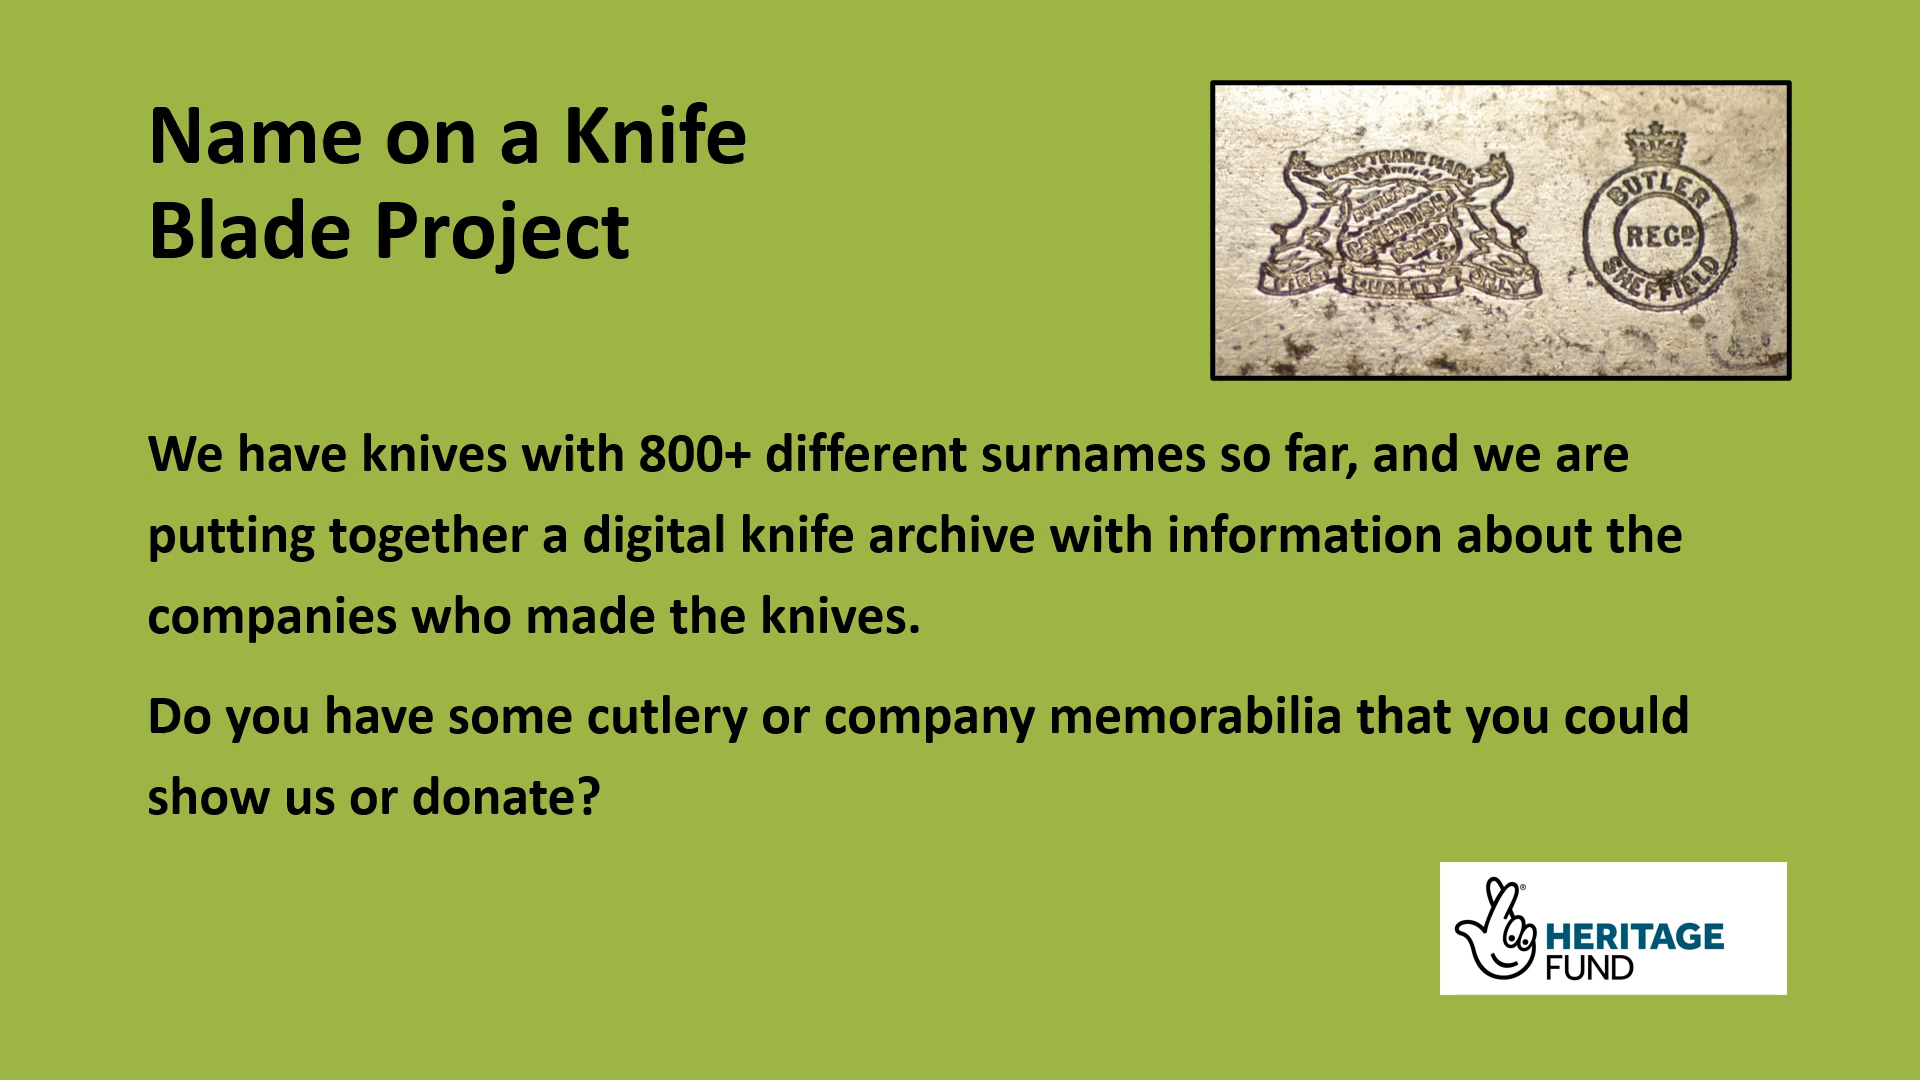 Name on a Knife
Blade Project
TRADE MARK
CAVENDISH
BRAND
FIRST QUALITY ONLY
BUTLER
REGD
SHEFFIELD
We have knives with 800+ different surnames so far, and we are
putting together a digital knife archive with information about the
companies who made the knives.
Do you have some cutlery or company memorabilia that you could
show us or donate?
HERITAGE
FUND